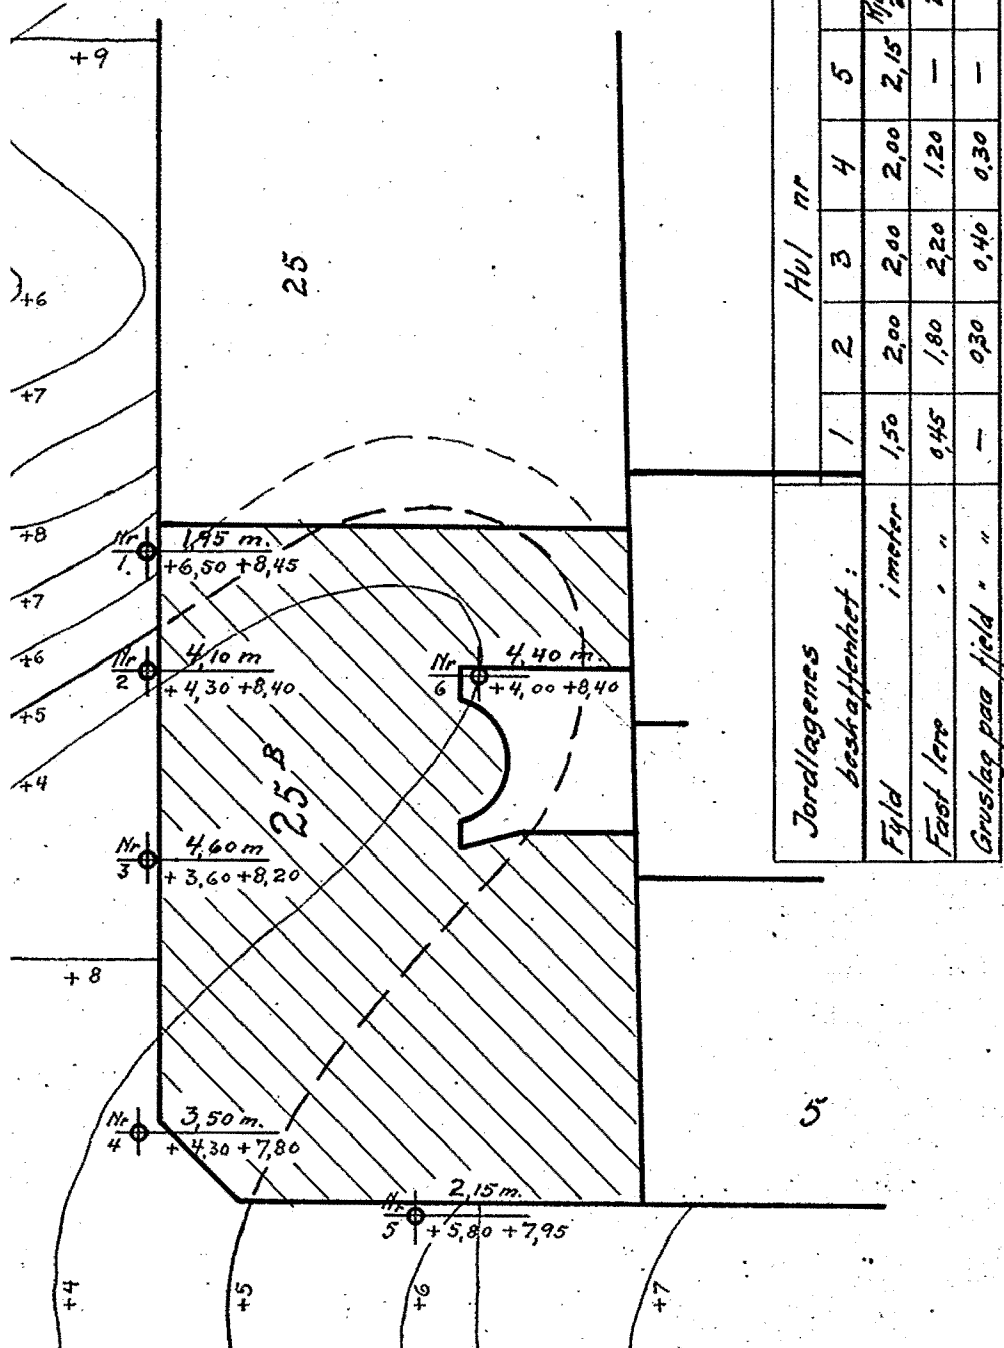 +9
+6
+7
+8
+7
+6
+5
+4
25
Nr 1. 1,95 m.
+6,50 +8,45
Nr 2 4,10 m
+4,30 +8,40
Nr 6 4,40 m.
+4,00 +8,40
25 B
Nr 3 4,60 m
+3,60 +8,20
+8
Nr 4 3,50 m.
+4,30 +7,80
Nr 5 2,15 m.
+5,80 +7,95
5
+4
+5
+6
+7
Jordlagenes beskaffenhet:
Hul nr
1 2 3 4 5
Fyld i meter 1,50 2,00 2,00 2,00 2,15
Fast lere " " 0,45 1,80 2,20 1,20 —
Gruslag paa fjeld " " — 0,30 0,40 0,30 —